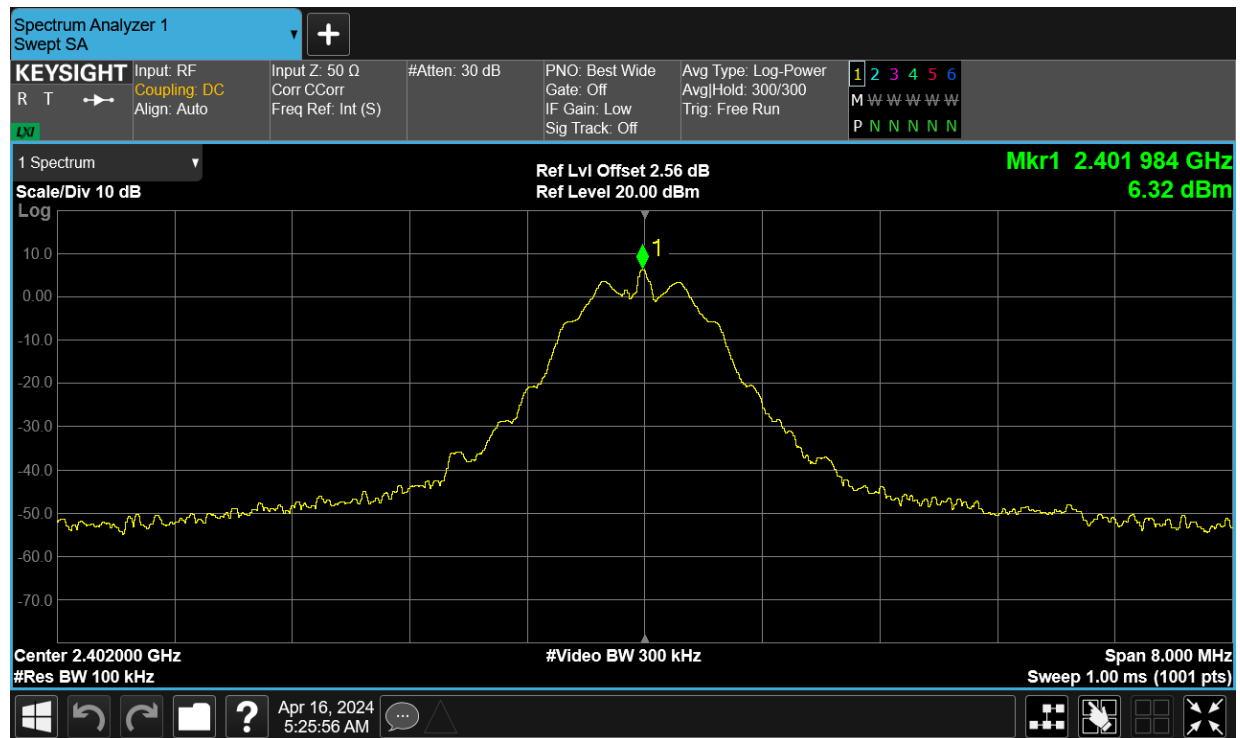 Spectrum Analyzer 1
Swept SA
KEYSIGHT
R T
LXI
Input: RF
Coupling: DC
Align: Auto
Input Z: 50 Ω
Corr CCorr
Freq Ref: Int (S)
#Atten: 30 dB
PNO: Best Wide
Gate: Off
IF Gain: Low
Sig Track: Off
Avg Type: Log-Power
Avg|Hold: 300/300
Trig: Free Run
1 2 3 4 5 6
M W W W W W
P N N N N N N
1 Spectrum
Scale/Div 10 dB
Log
Ref Lvl Offset 2.56 dB
Ref Level 20.00 dBm
Mkr1 2.401 984 GHz
6.32 dBm
1
10.0
0.00
-10.0
-20.0
-30.0
-40.0
-50.0
-60.0
-70.0
Center 2.402000 GHz
#Res BW 100 kHz
#Video BW 300 kHz
Span 8.000 MHz
Sweep 1.00 ms (1001 pts)
?
Apr 16, 2024
5:25:56 AM